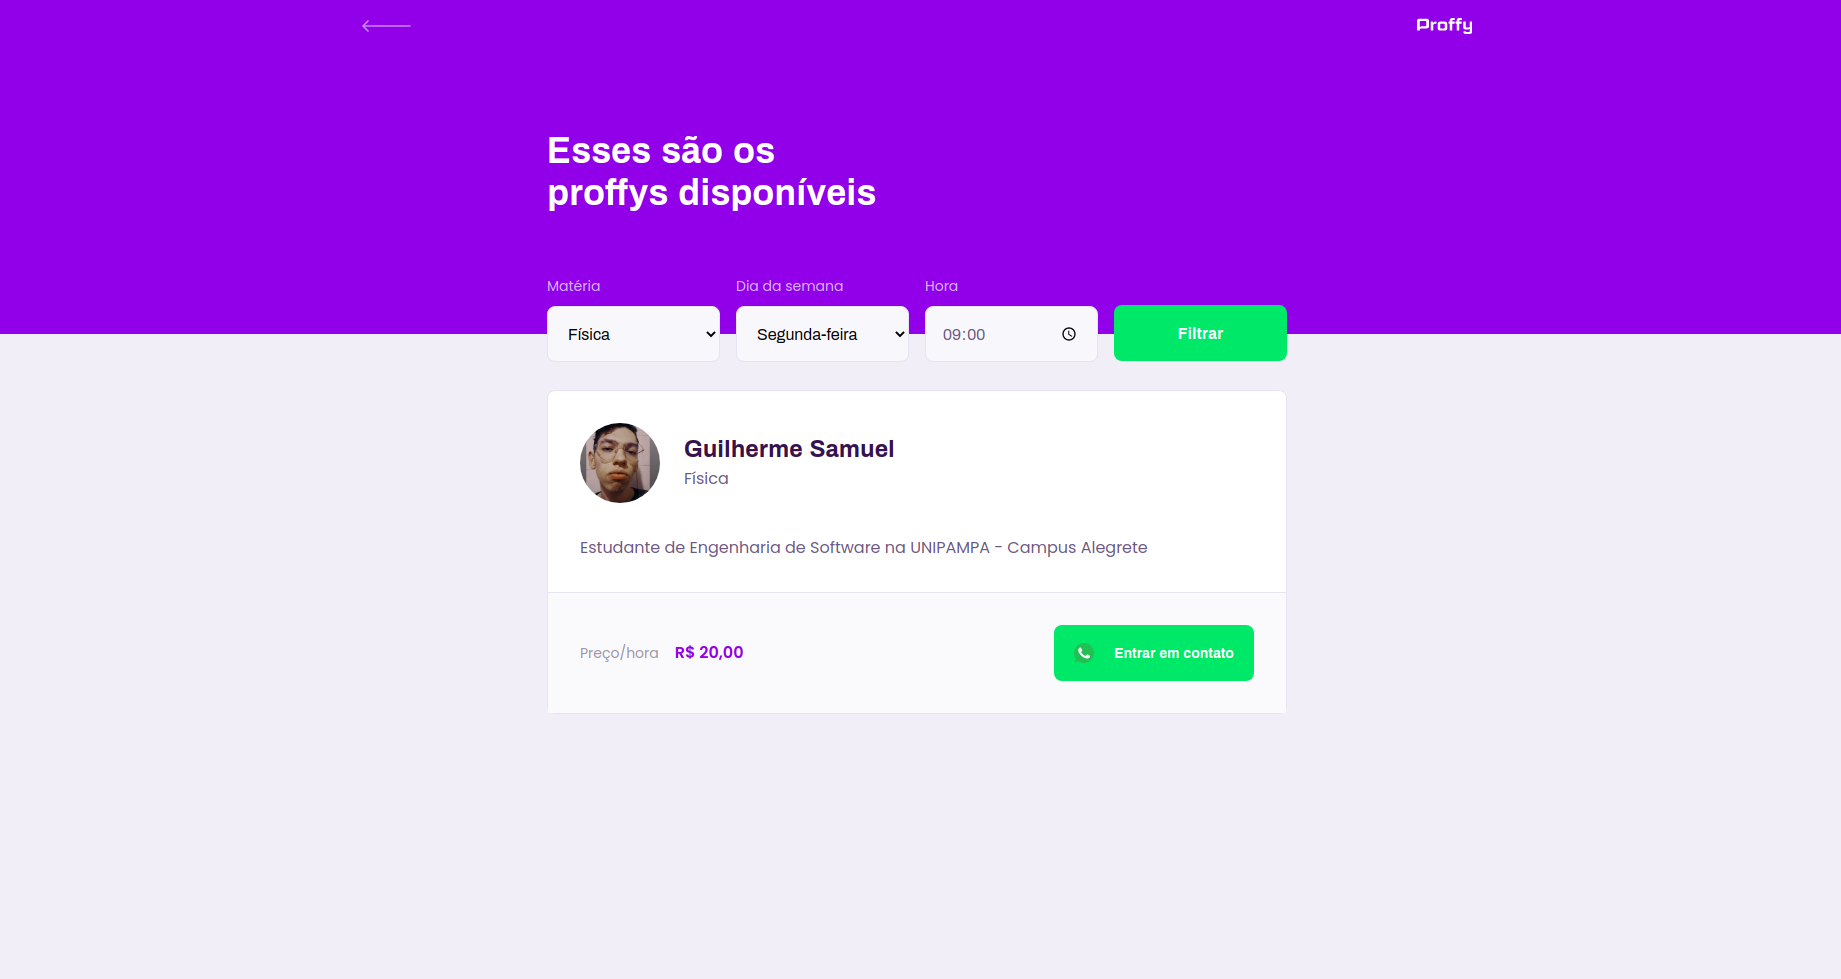 Proffy
Esses são os
proffys disponíveis
Matéria
Dia da semana
Hora
Física
Segunda-feira
09:00
Filtrar
Guilherme Samuel
Física
Estudante de Engenharia de Software na UNIPAMPA - Campus Alegrete
Preço/hora R$ 20,00
Entrar em contato